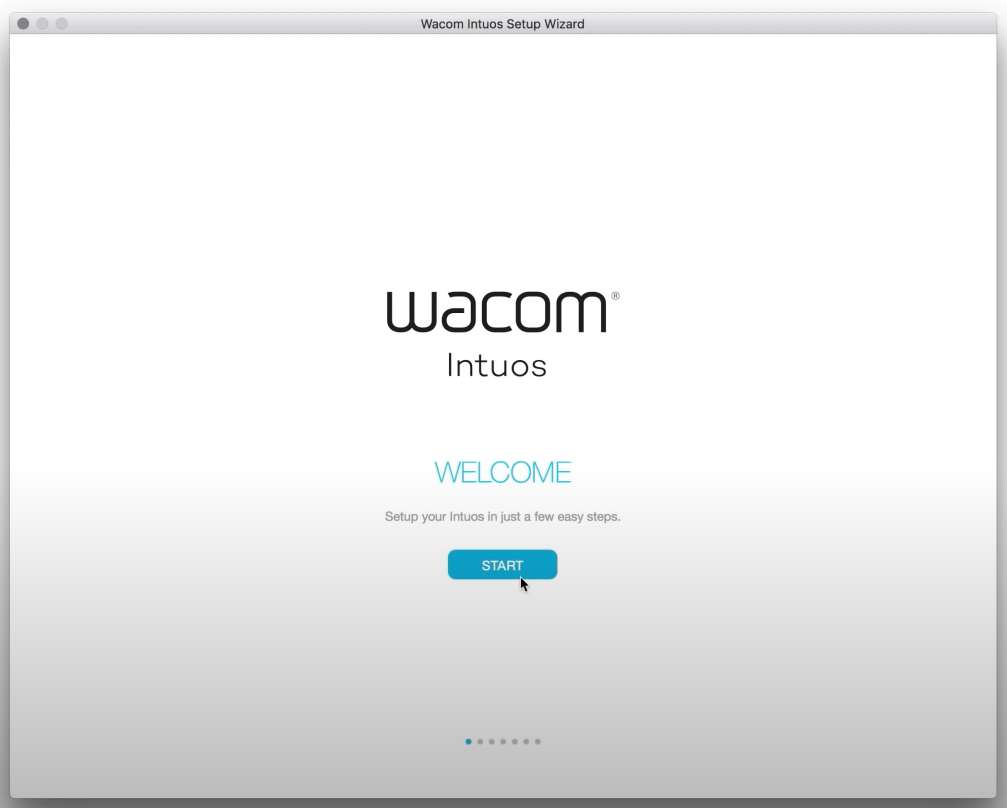 Wacom Intuos Setup Wizard
wacom®
Intuos
WELCOME
Setup your Intuos in just a few easy steps.
START